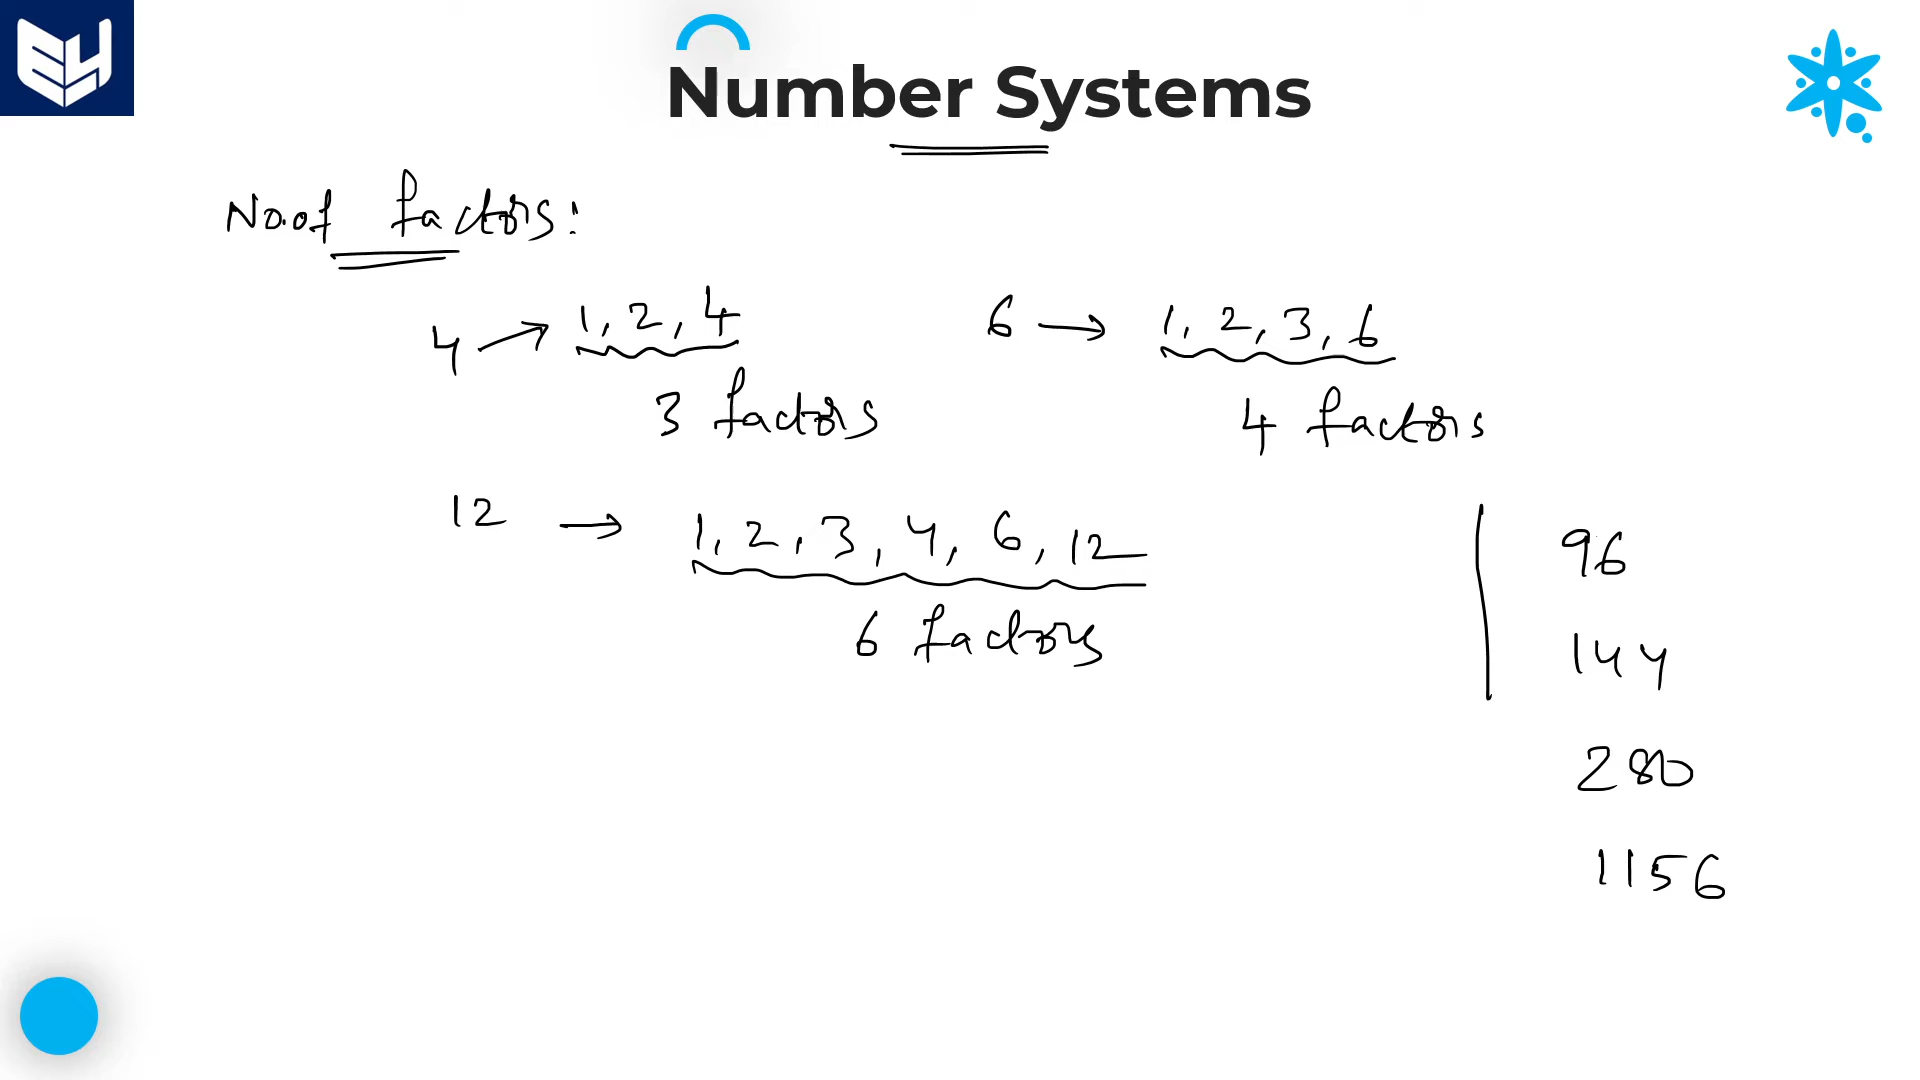 EY
Number Systems
No.of factors:
4 → 1, 2, 4
3 factors
6 → 1, 2, 3, 6
4 factors
12 → 1, 2, 3, 4, 6, 12
6 factors
96
144
280
1156